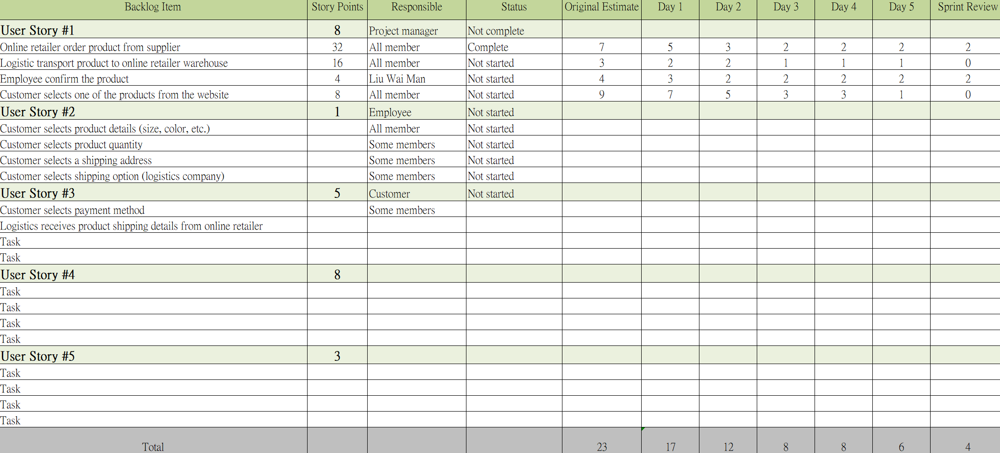 Backlog Item Story Points Responsible Status Original Estimate Day 1 Day 2 Day 3 Day 4 Day 5 Sprint Review
User Story #1 8 Project manager Not complete
Online retailer order product from supplier 32 All member Complete 7 5 3 2 2 2 2
Logistic transport product to online retailer warehouse 16 All member Not started 3 2 2 1 1 1 0
Employee confirm the product 4 Liu Wai Man Not started 4 3 2 2 2 2 2
Customer selects one of the products from the website 8 All member Not started 9 7 5 3 3 1 0
User Story #2 1 Employee Not started
Customer selects product details (size, color, etc.) All member Not started
Customer selects product quantity Some members Not started
Customer selects a shipping address Some members Not started
Customer selects shipping option (logistics company) Some members Not started
User Story #3 5 Customer Not started
Customer selects payment method Some members
Logistics receives product shipping details from online retailer
Task
Task
User Story #4 8
Task
Task
Task
Task
User Story #5 3
Task
Task
Task
Task
Total 23 17 12 8 8 6 4